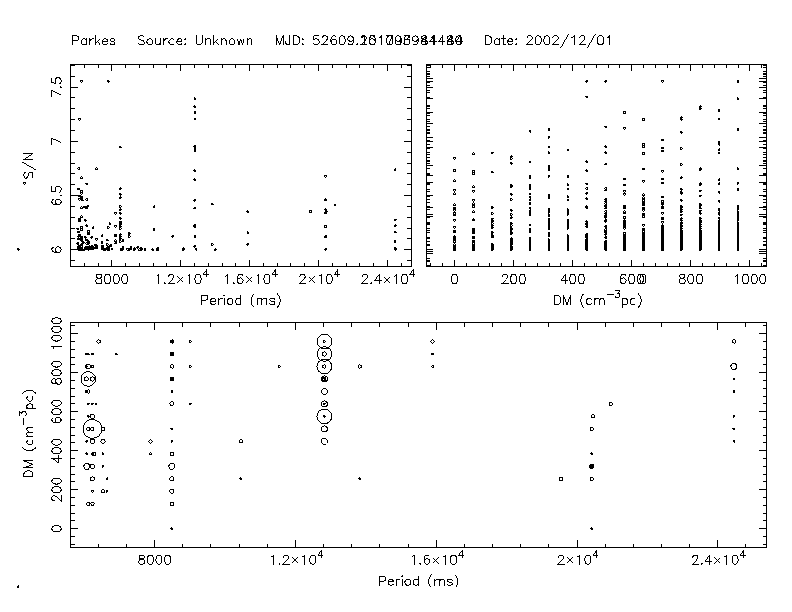 Parkes Source: Unknown MJD: Date: 2002/12/01
7.5
7
6.5
6
S/N
8000 1.2×10⁴ 1.6×10⁴ 2×10⁴ 2.4×10⁴
Period (ms)
0 200 400 600 800 1000
DM (cm⁻³pc)
1000
800
600
400
200
0
DM (cm⁻³pc)
8000 1.2×10⁴ 1.6×10⁴ 2×10⁴ 2.4×10⁴
Period (ms)